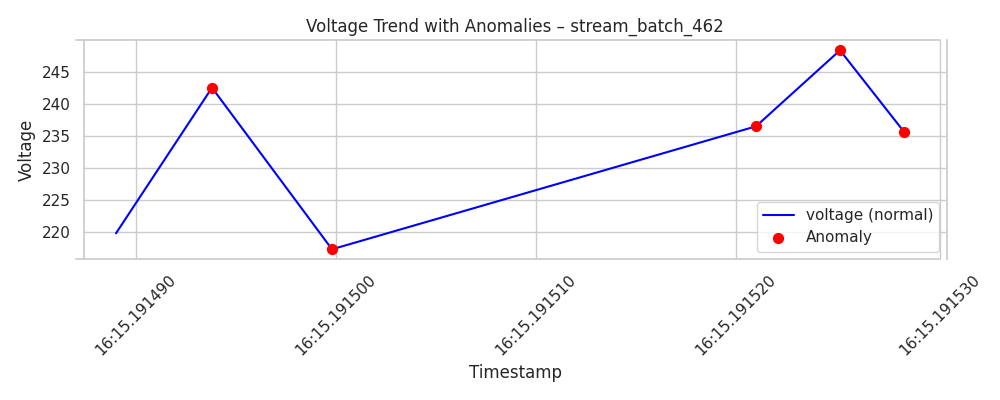 Voltage Trend with Anomalies – stream_batch_462
Voltage
245
240
235
230
225
220
voltage (normal)
Anomaly
16:15.191490
16:15.191500
16:15.191510
16:15.191520
16:15.191530
Timestamp